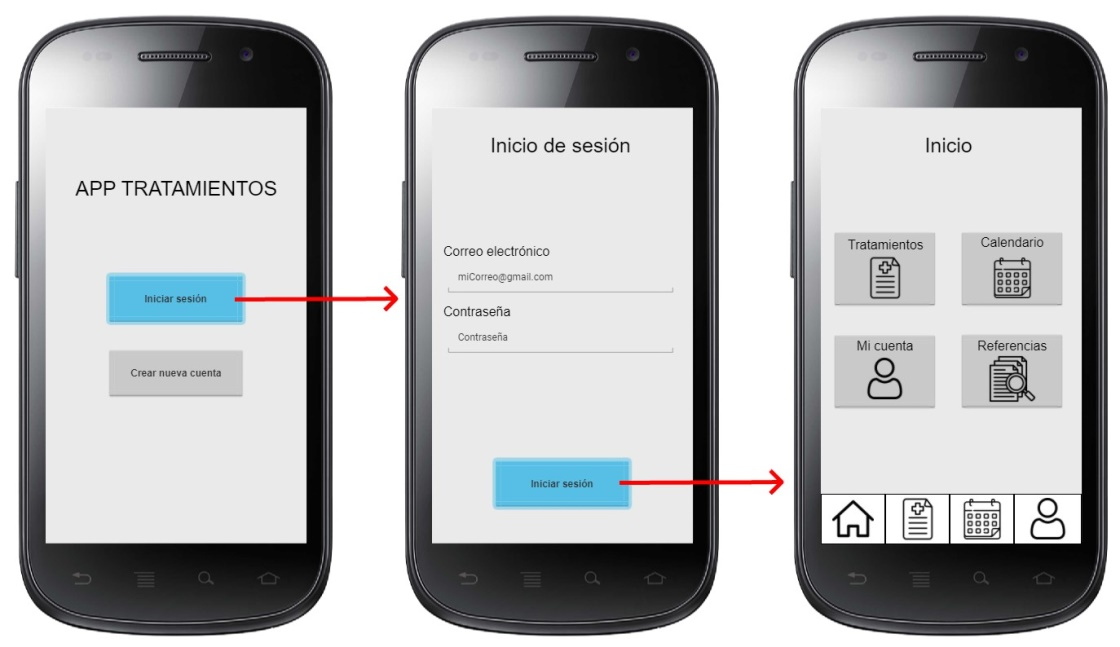 APP TRATAMIENTOS
Iniciar sesión
Crear nueva cuenta
Inicio de sesión
Correo electrónico
miCorreo@gmail.com
Contraseña
Contraseña
Iniciar sesión
Inicio
Tratamientos
Calendario
Mi cuenta
Referencias